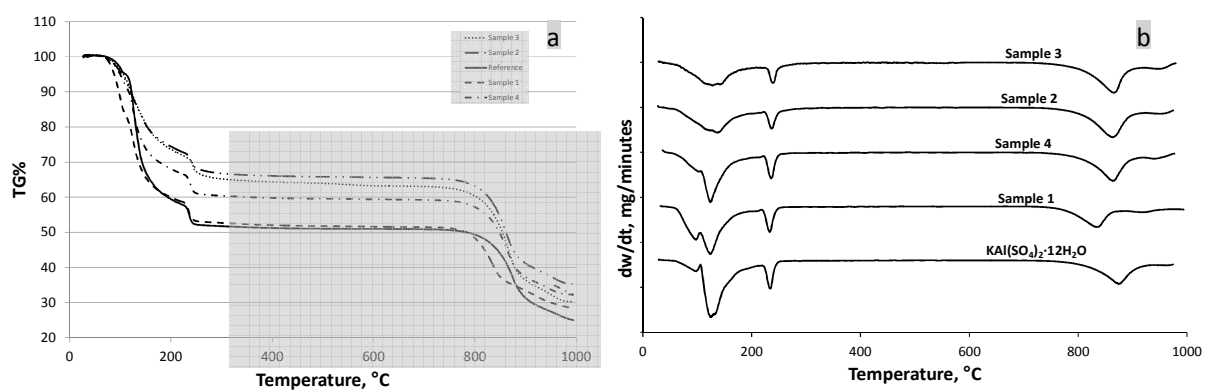 110
100
90
80
70
60
50
40
30
20
TG%
0
200
400
600
800
1000
Temperature, °C
a
Sample 3
Sample 2
Reference
Sample 1
Sample 4
b
Sample 3
Sample 2
Sample 4
Sample 1
KAl(SO₄)₂·12H₂O
dw/dt, mg/minutes
0
200
400
600
800
1000
Temperature, °C